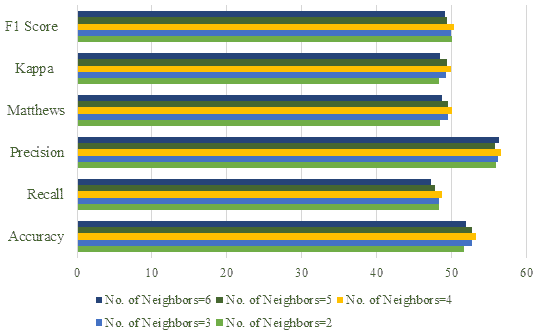 F1 Score
Kappa
Matthews
Precision
Recall
Accuracy
0 10 20 30 40 50 60
No. of Neighbors=6 No. of Neighbors=5 No. of Neighbors=4
No. of Neighbors=3 No. of Neighbors=2